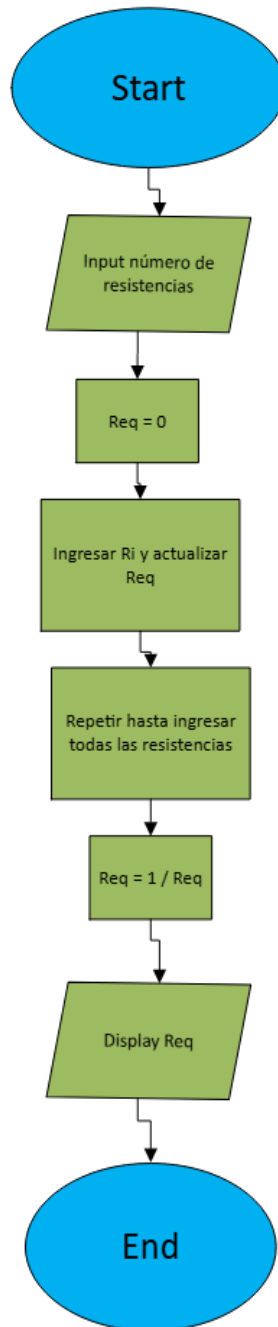 Start
Input número de
resistencias
Req = 0
Ingresar Ri y actualizar
Req
Repetir hasta ingresar
todas las resistencias
Req = 1 / Req
Display Req
End